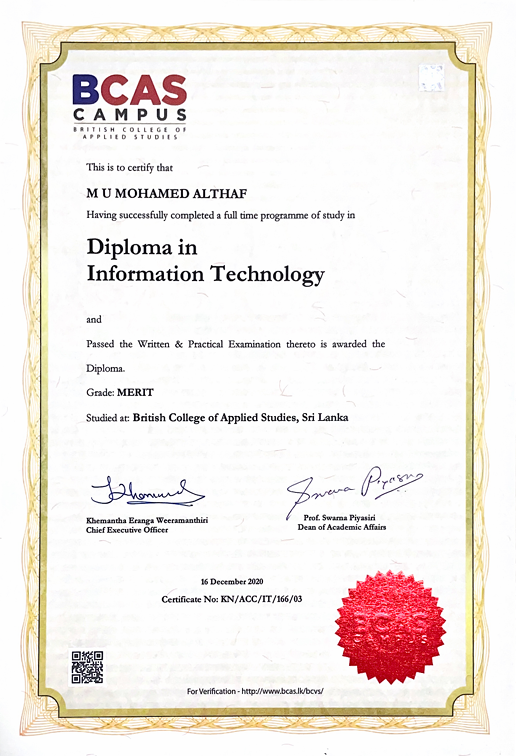 BCAS
CAMPUS
BRITISH COLLEGE OF
APPLIED STUDIES
This is to certify that
M U MOHAMED ALTHAF
Having successfully completed a full time programme of study in
Diploma in
Information Technology
and
Passed the Written & Practical Examination thereto is awarded the
Diploma.
Grade: MERIT
Studied at: British College of Applied Studies, Sri Lanka
Khemantha Eranga Weeramanthiri
Chief Executive Officer
Swarna Piyasiri
Prof. Swarna Piyasiri
Dean of Academic Affairs
16 December 2020
Certificate No: KN/ACC/IT/166/03
BCAS
CAMPUS
For Verification - http://www.bcas.lk/bcvs/